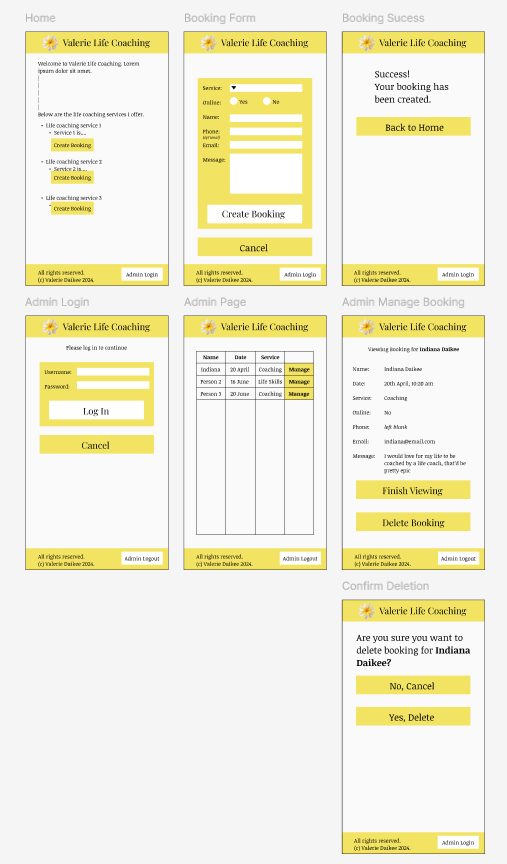 Home
Valerie Life Coaching
Welcome to Valerie Life Coaching. Lorem
ipsum dolor sit amet.
Below are the life coaching services I offer.
• Life coaching service 1
• Service 1 is....
Create Booking
• Life coaching service 2
• Service 2 is....
Create Booking
• Life coaching service 3
Create Booking
All rights reserved.
(c) Valerie Daikee 2024.
Admin Login
Booking Form
Valerie Life Coaching
Service:
Online:
Yes
No
Name:
Phone:
(optional)
Email:
Message:
Create Booking
Cancel
All rights reserved.
(c) Valerie Daikee 2024.
Admin Login
Booking Sucess
Valerie Life Coaching
Success!
Your booking has
been created.
Back to Home
All rights reserved.
(c) Valerie Daikee 2024.
Admin Login
Admin Login
Valerie Life Coaching
Please log in to continue
Username:
Password:
Log In
Cancel
All rights reserved.
(c) Valerie Daikee 2024.
Admin Logout
Admin Page
Valerie Life Coaching
Name Date Service
Indiana 20 April Coaching Manage
Person 2 16 June Life Skills Manage
Person 3 20 June Coaching Manage
All rights reserved.
(c) Valerie Daikee 2024.
Admin Logout
Admin Manage Booking
Valerie Life Coaching
Viewing Booking for Indiana Daikee
Name: Indiana Daikee
Date: 20th April, 10:20 am
Service: Coaching
Online: No
Phone: left blank
Email: indiana@email.com
Message: I would love for my life to be
coached by a life coach, that'd be
pretty epic
Finish Viewing
Delete Booking
All rights reserved.
(c) Valerie Daikee 2024.
Admin Logout
Confirm Deletion
Valerie Life Coaching
Are you sure you want to
delete booking for Indiana
Daikee?
No, Cancel
Yes, Delete
All rights reserved.
(c) Valerie Daikee 2024.
Admin Login